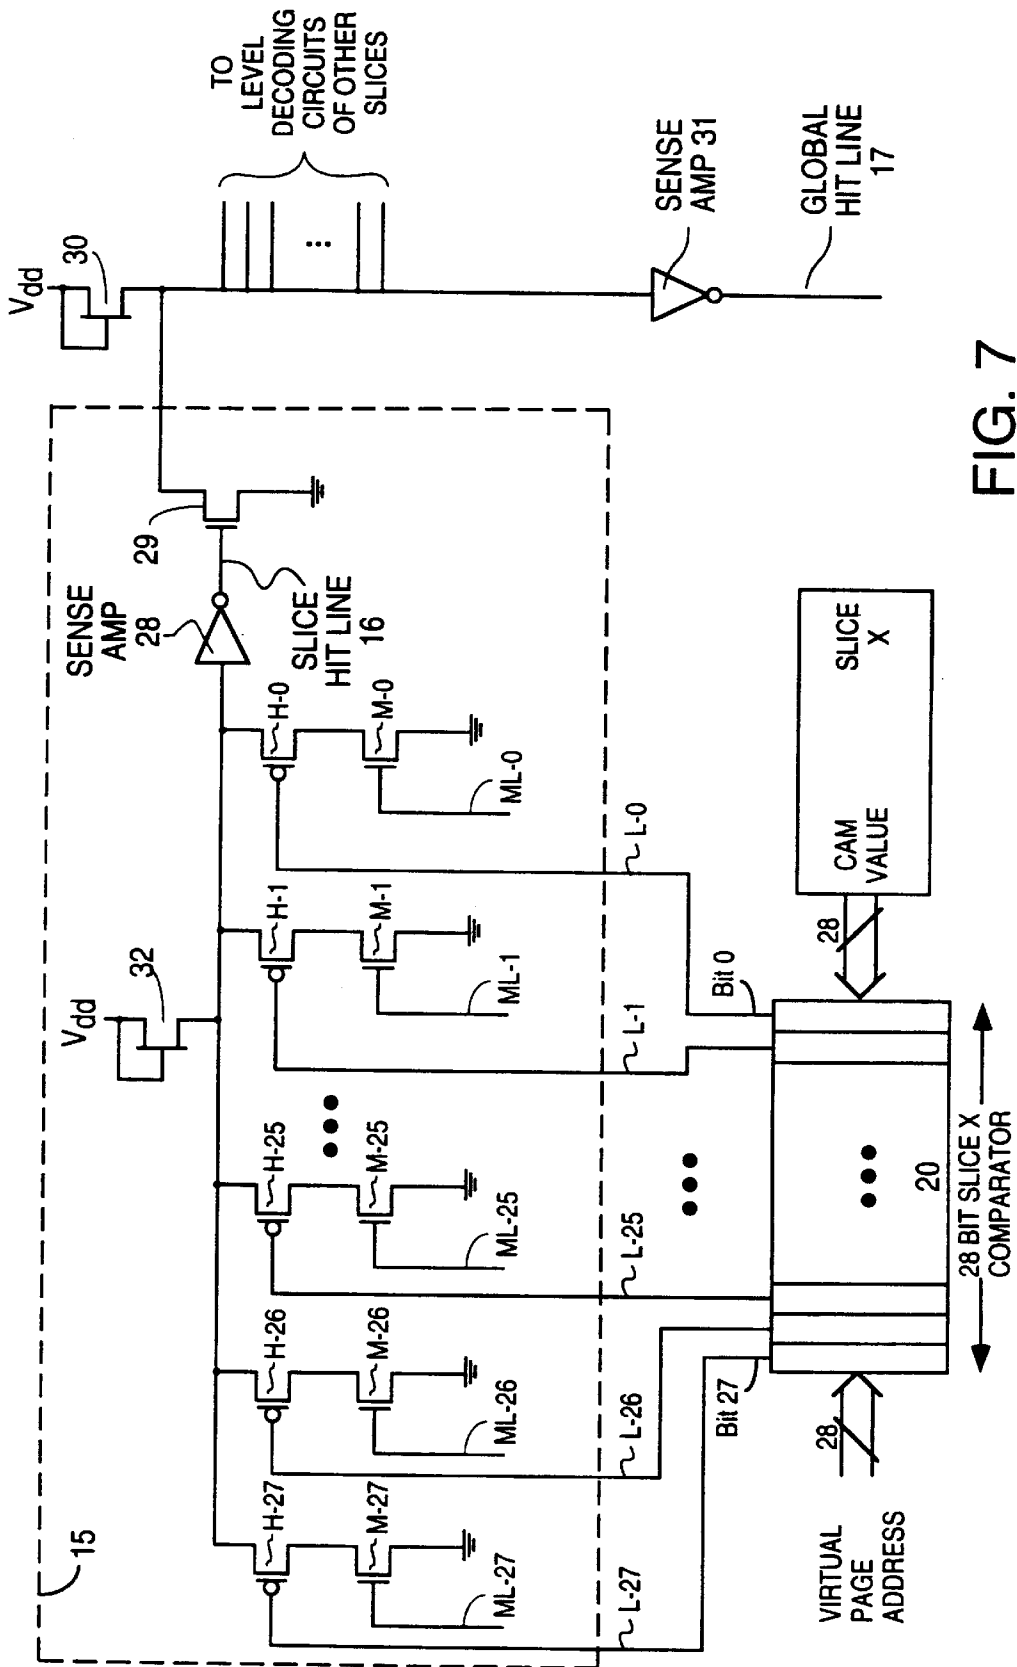 15
Vdd
32
Vdd
30
TO
LEVEL
DECODING
CIRCUITS
OF OTHER
SLICES
SENSE
AMP
28
29
SLICE
HIT LINE
16
H-27
H-26
H-25
H-1
H-0
M-27
M-26
M-25
M-1
M-0
ML-27
ML-26
ML-25
ML-1
ML-0
SENSE
AMP 31
GLOBAL
HIT LINE
17
L-27
L-26
L-25
L-1
L-0
Bit 27
Bit 0
VIRTUAL
PAGE
ADDRESS
28
20
28 BIT SLICE X
COMPARATOR
28
CAM
VALUE
SLICE
X
FIG. 7